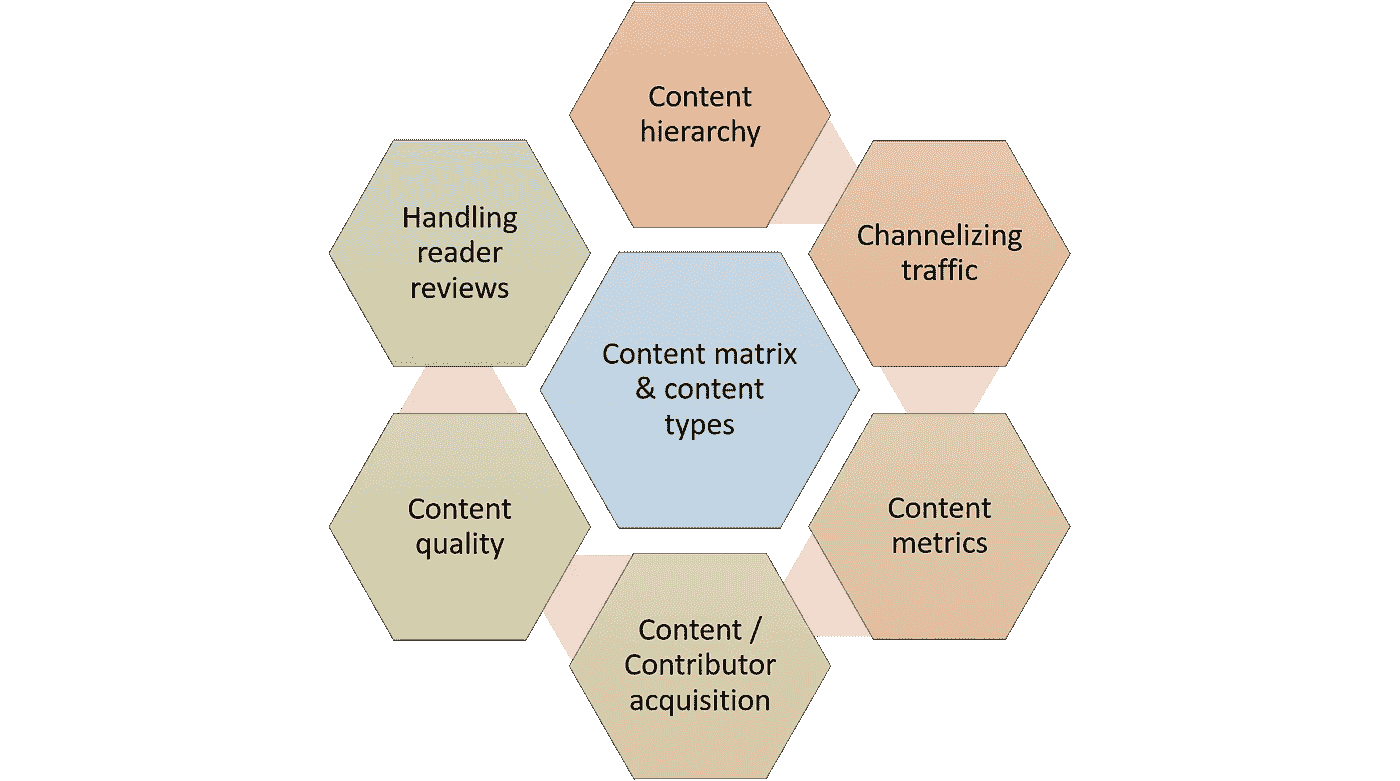 Content
hierarchy
Channelizing
traffic
Handling
reader
reviews
Content matrix
& content
types
Content
metrics
Content
quality
Content /
Contributor
acquisition